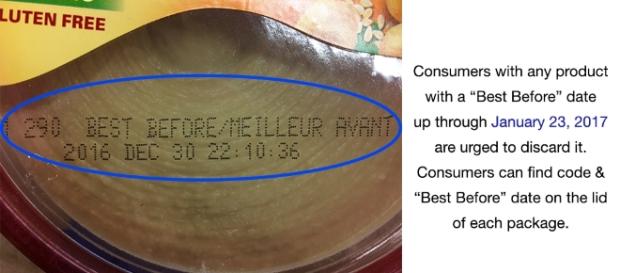 LUTEN FREE
290 BEST BEFORE/MEILLEUR AVANT
2016 DEC 30 22:10:36
Consumers with any product
with a “Best Before” date
up through January 23, 2017
are urged to discard it.
Consumers can find code &
“Best Before” date on the lid
of each package.